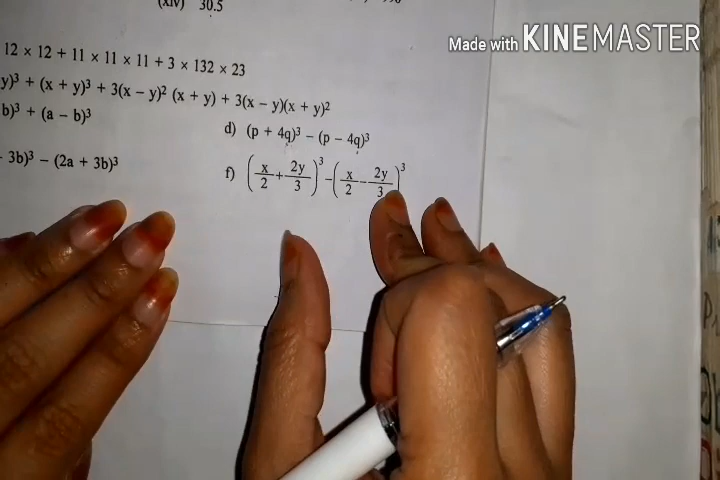 (xiv) 30.5
Made with KINEMASTER
12 × 12 + 11 × 11 × 11 + 3 × 132 × 23
y)³ + (x + y)³ + 3(x – y)² (x + y) + 3(x – y)(x + y)²
b)³ + (a – b)³
d) (p + 4q)³ – (p – 4q)³
3b)³ – (2a + 3b)³
f) (x/2 + 2y/3)³ – (x/2 – 2y/3)³